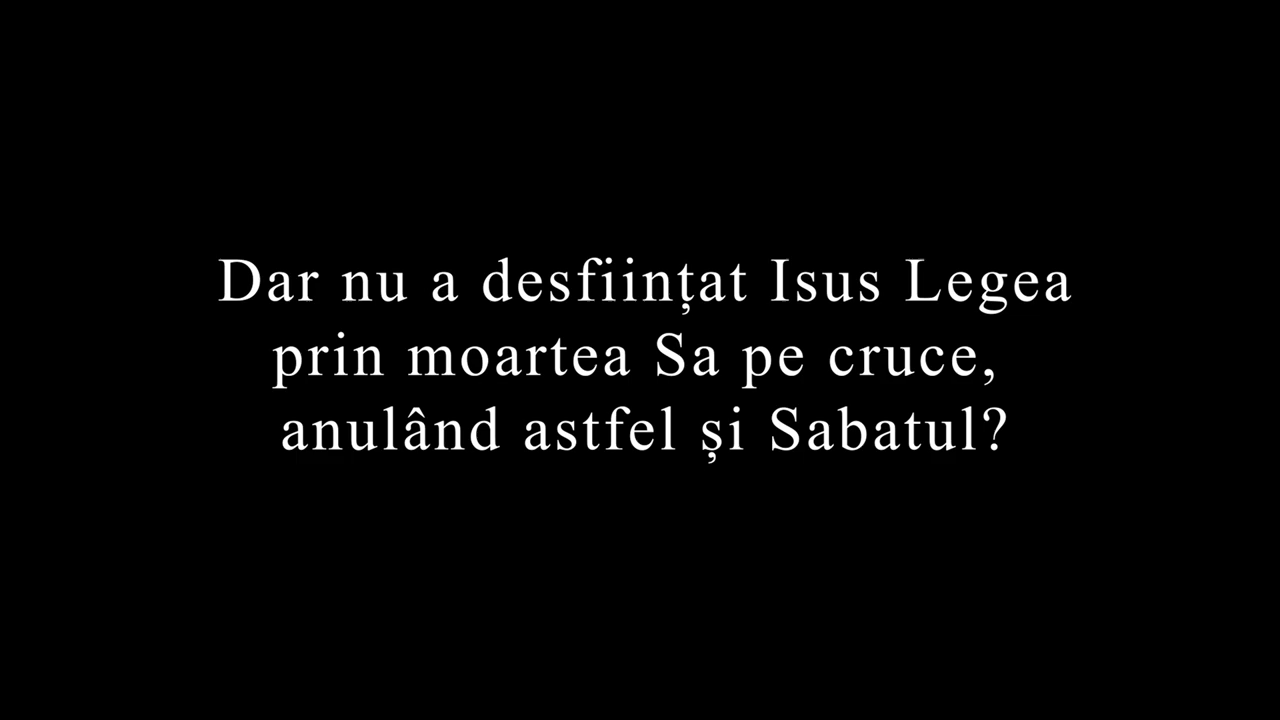 Dar nu a desființat Isus Legea
prin moartea Sa pe cruce,
anulând astfel și Sabatul?